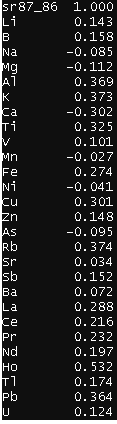 sr87_86 1.000
Li 0.143
B 0.158
Na -0.085
Mg -0.112
Al 0.369
K 0.373
Ca -0.302
Ti 0.325
V 0.101
Mn -0.027
Fe 0.274
Ni -0.041
Cu 0.301
Zn 0.148
As -0.095
Rb 0.374
Sr 0.034
Sb 0.152
Ba 0.072
La 0.288
Ce 0.216
Pr 0.232
Nd 0.197
Ho 0.532
Tl 0.174
Pb 0.364
U 0.124